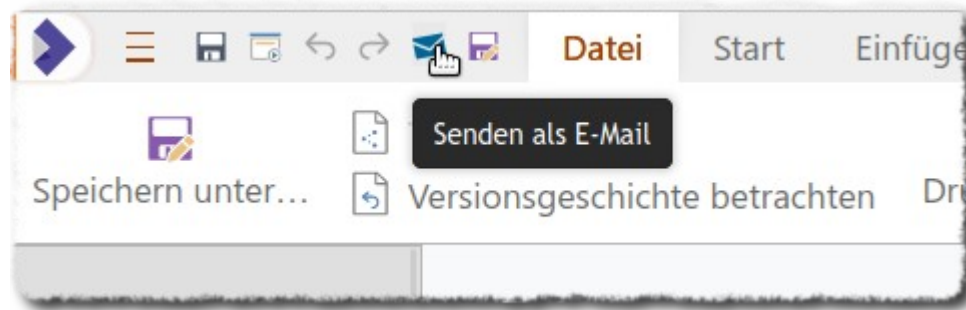 Datei Start Einfüge
Senden als E-Mail
Speichern unter...
Versionsgeschichte betrachten